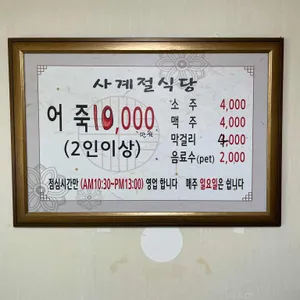 사계절식당
어 죽 10,000
(2인이상)
소 주 4,000
맥 주 4,000
막걸리 4,000
음료수(pet) 2,000
점심시간만 (AM10:30~PM13:00) 영업 합니다 매주 일요일은 쉽니다